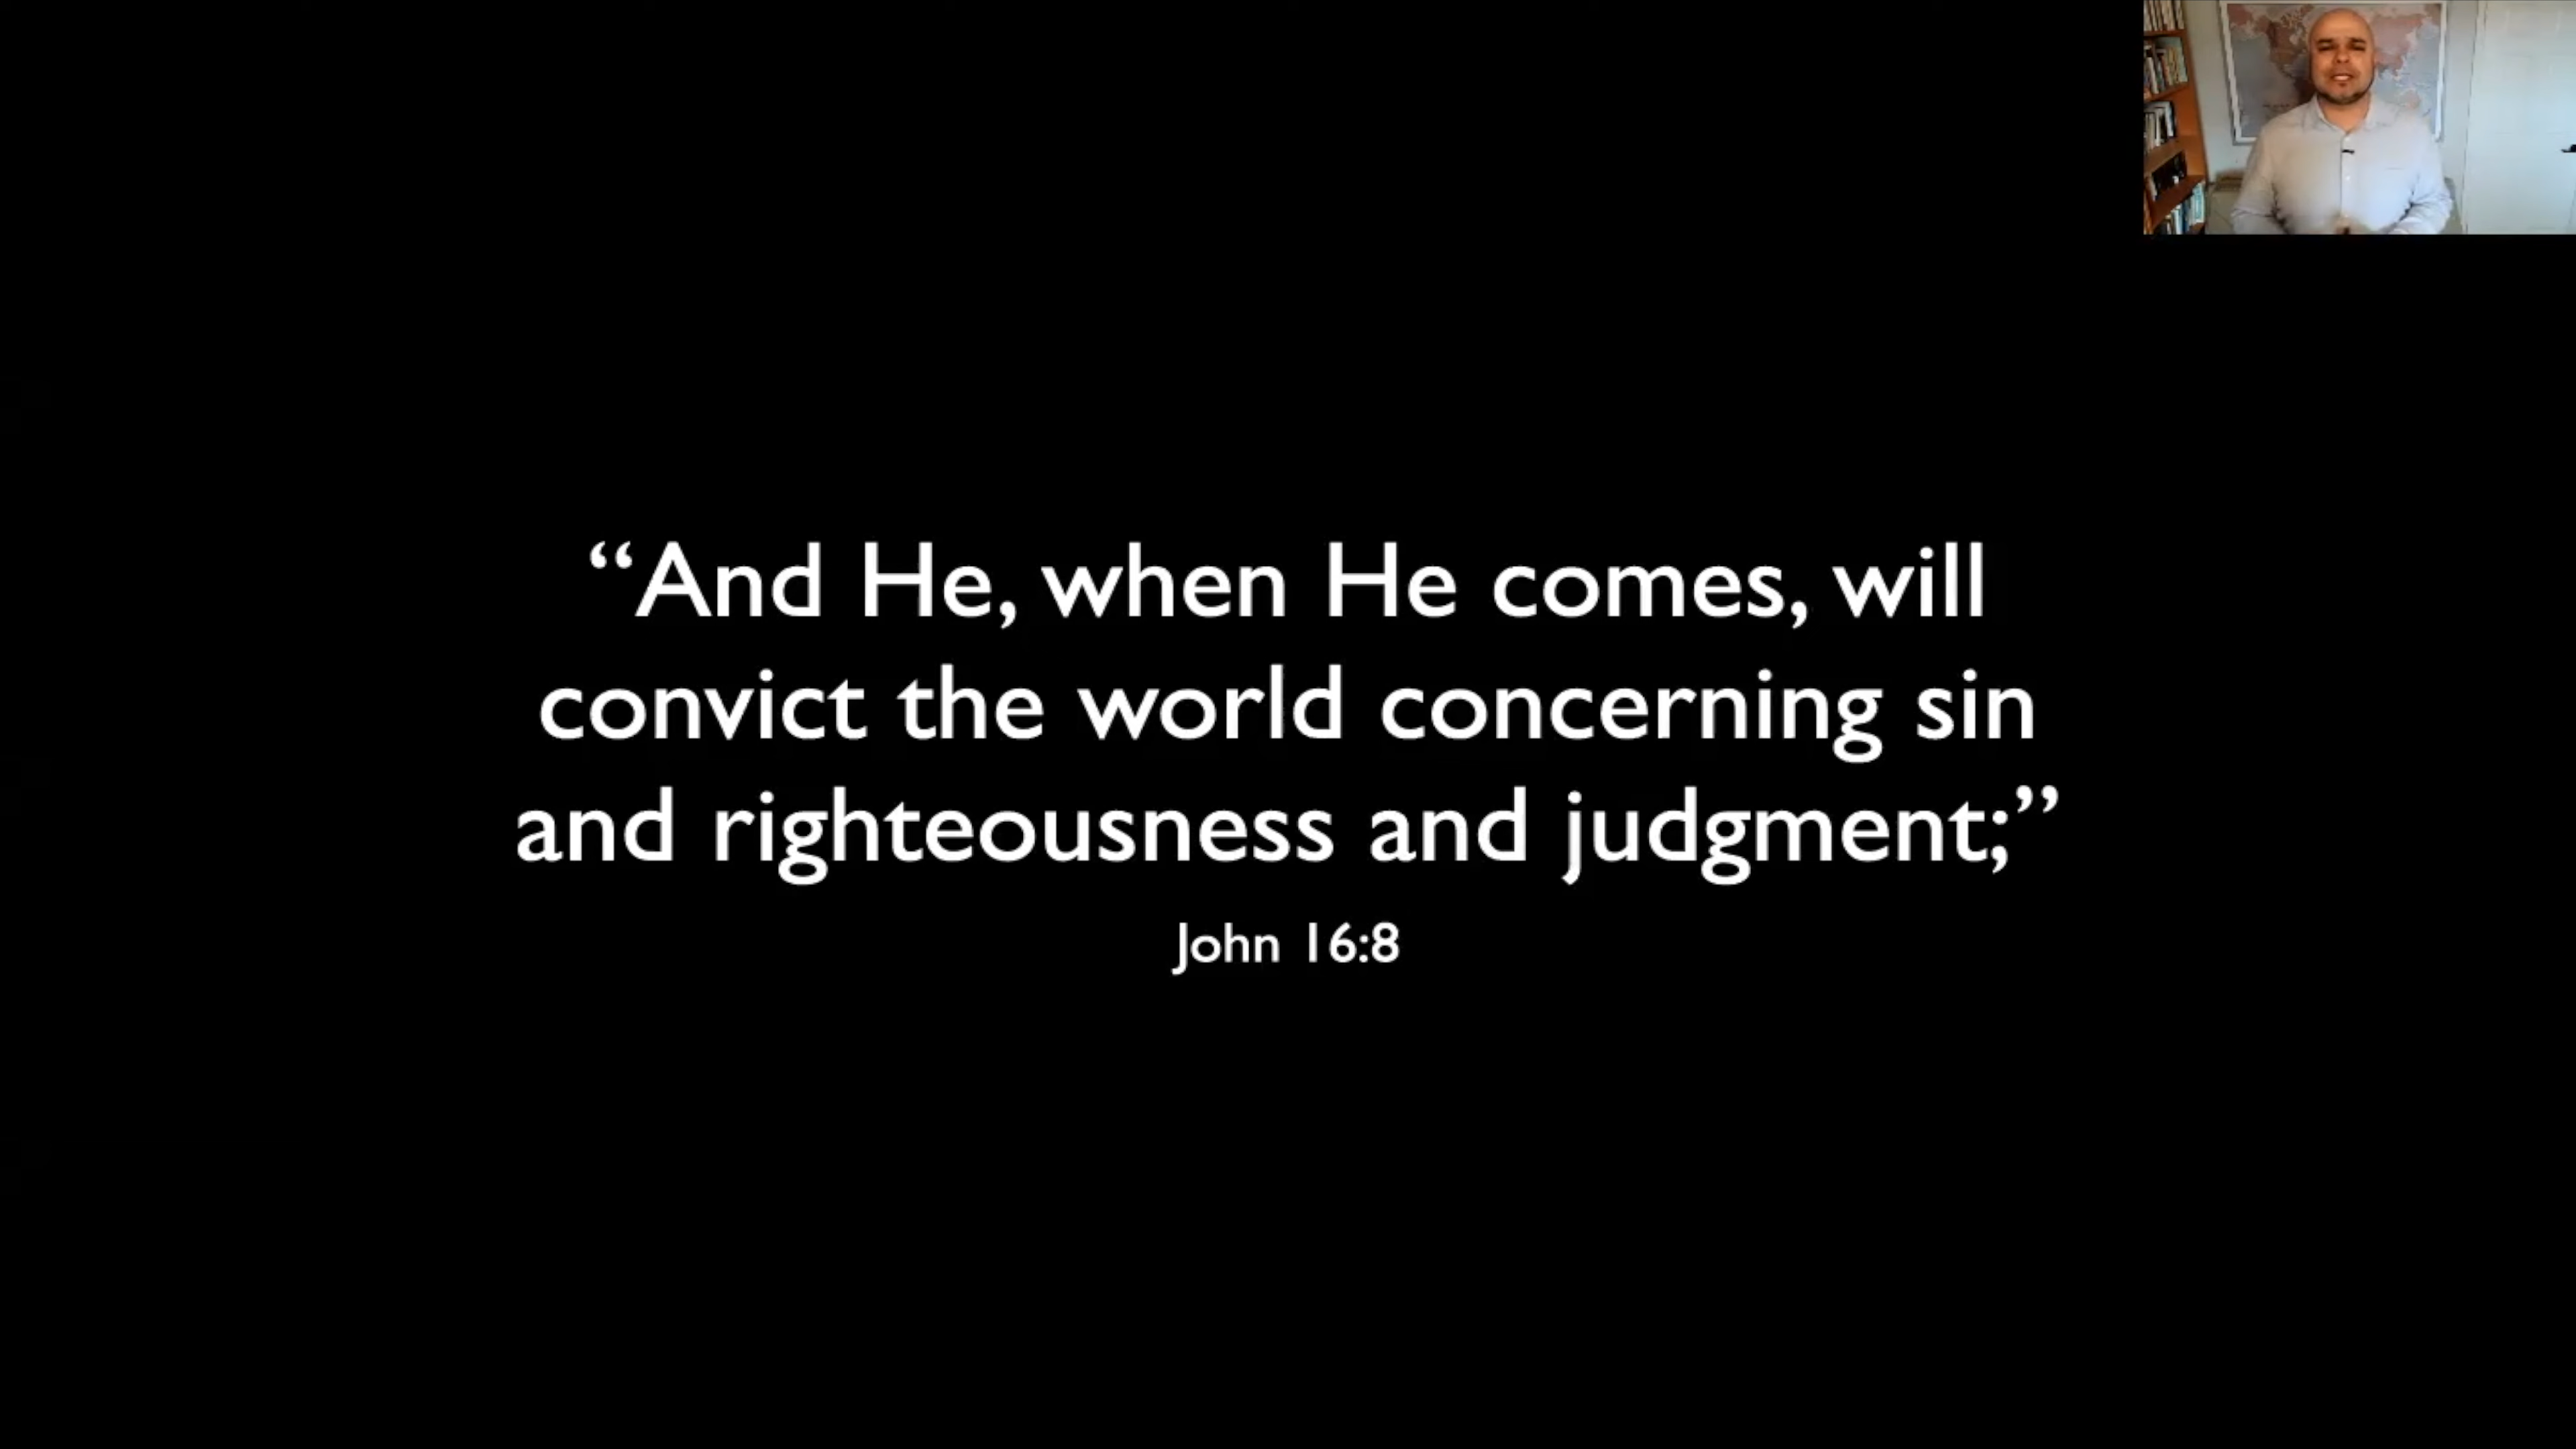 “And He, when He comes, will
convict the world concerning sin
and righteousness and judgment;”
John 16:8